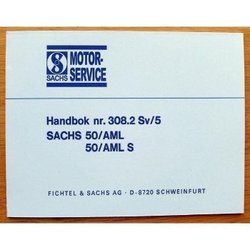 MOTOR-
SACHS SERVICE
Handbok nr. 308.2 Sv/5
SACHS 50/AML
50/AML S
FICHTEL & SACHS AG · D-8720 SCHWEINFURT